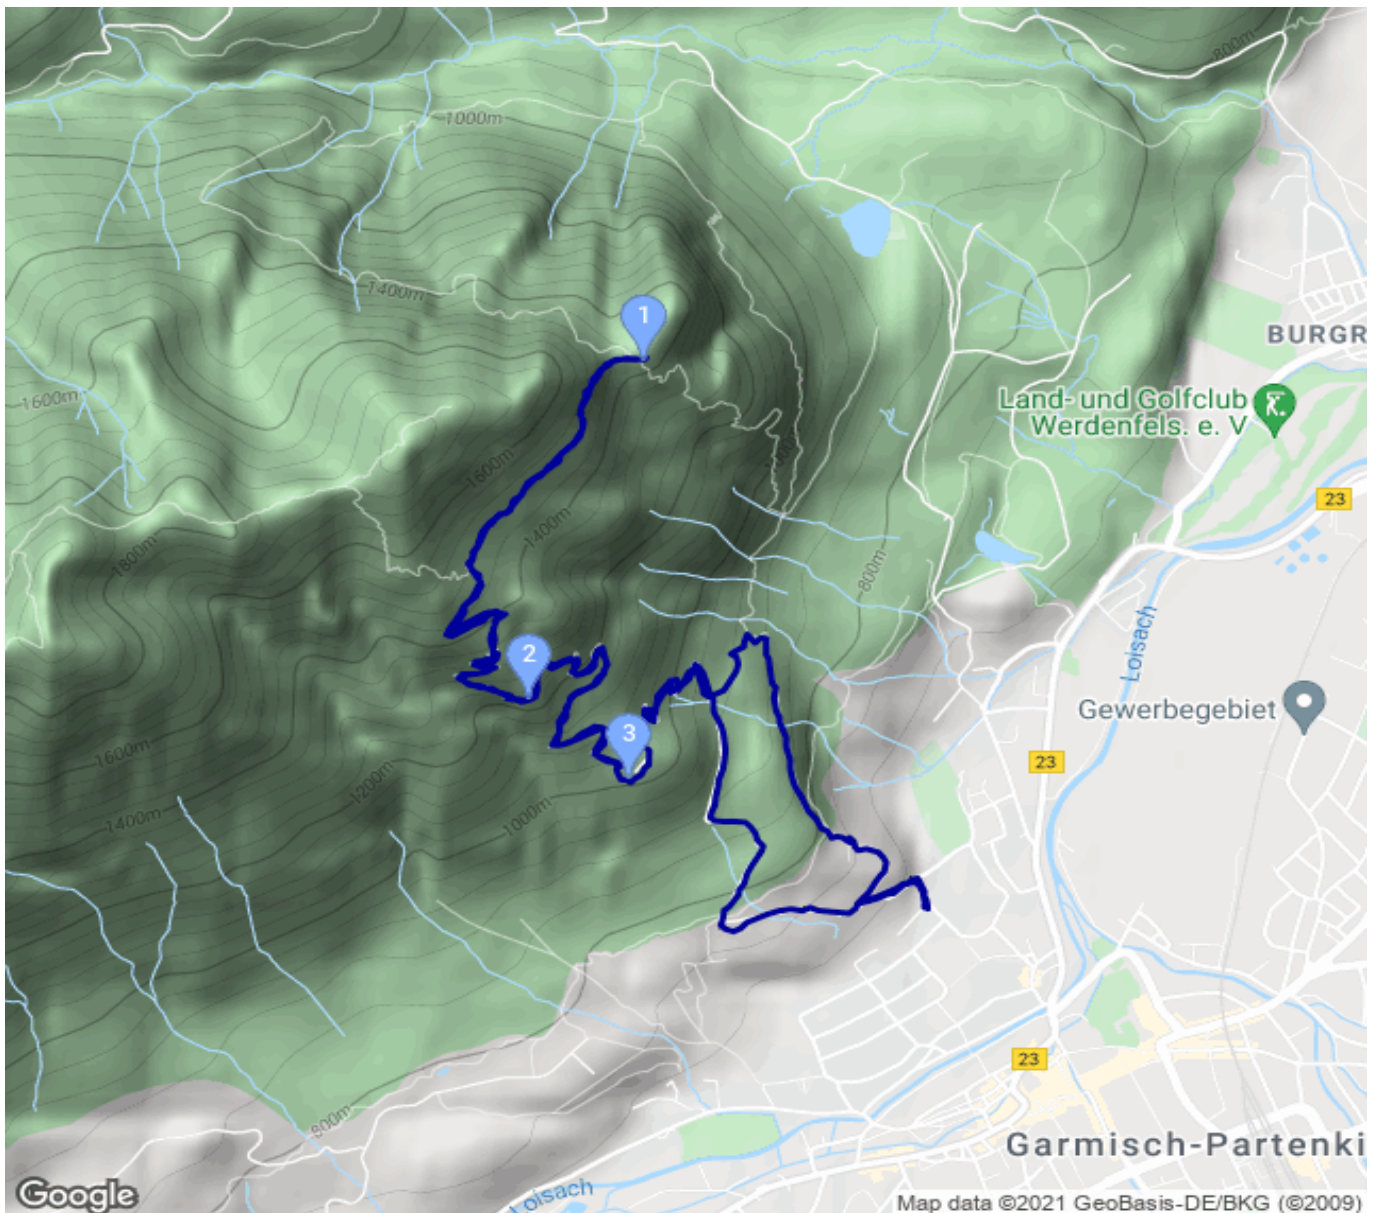 800m
1000m
1400m
1
BURGR
1600m
Land- und Golfclub
Werdenfels. e. V
1600m
23
1400m
1800m
800m
Loisach
2
Gewerbegebiet
3
1600m
23
1200m
1400m
1000m
23
800m
Garmisch-Partenki
Loisach
Google
Map data ©2021 GeoBasis-DE/BKG (©2009)